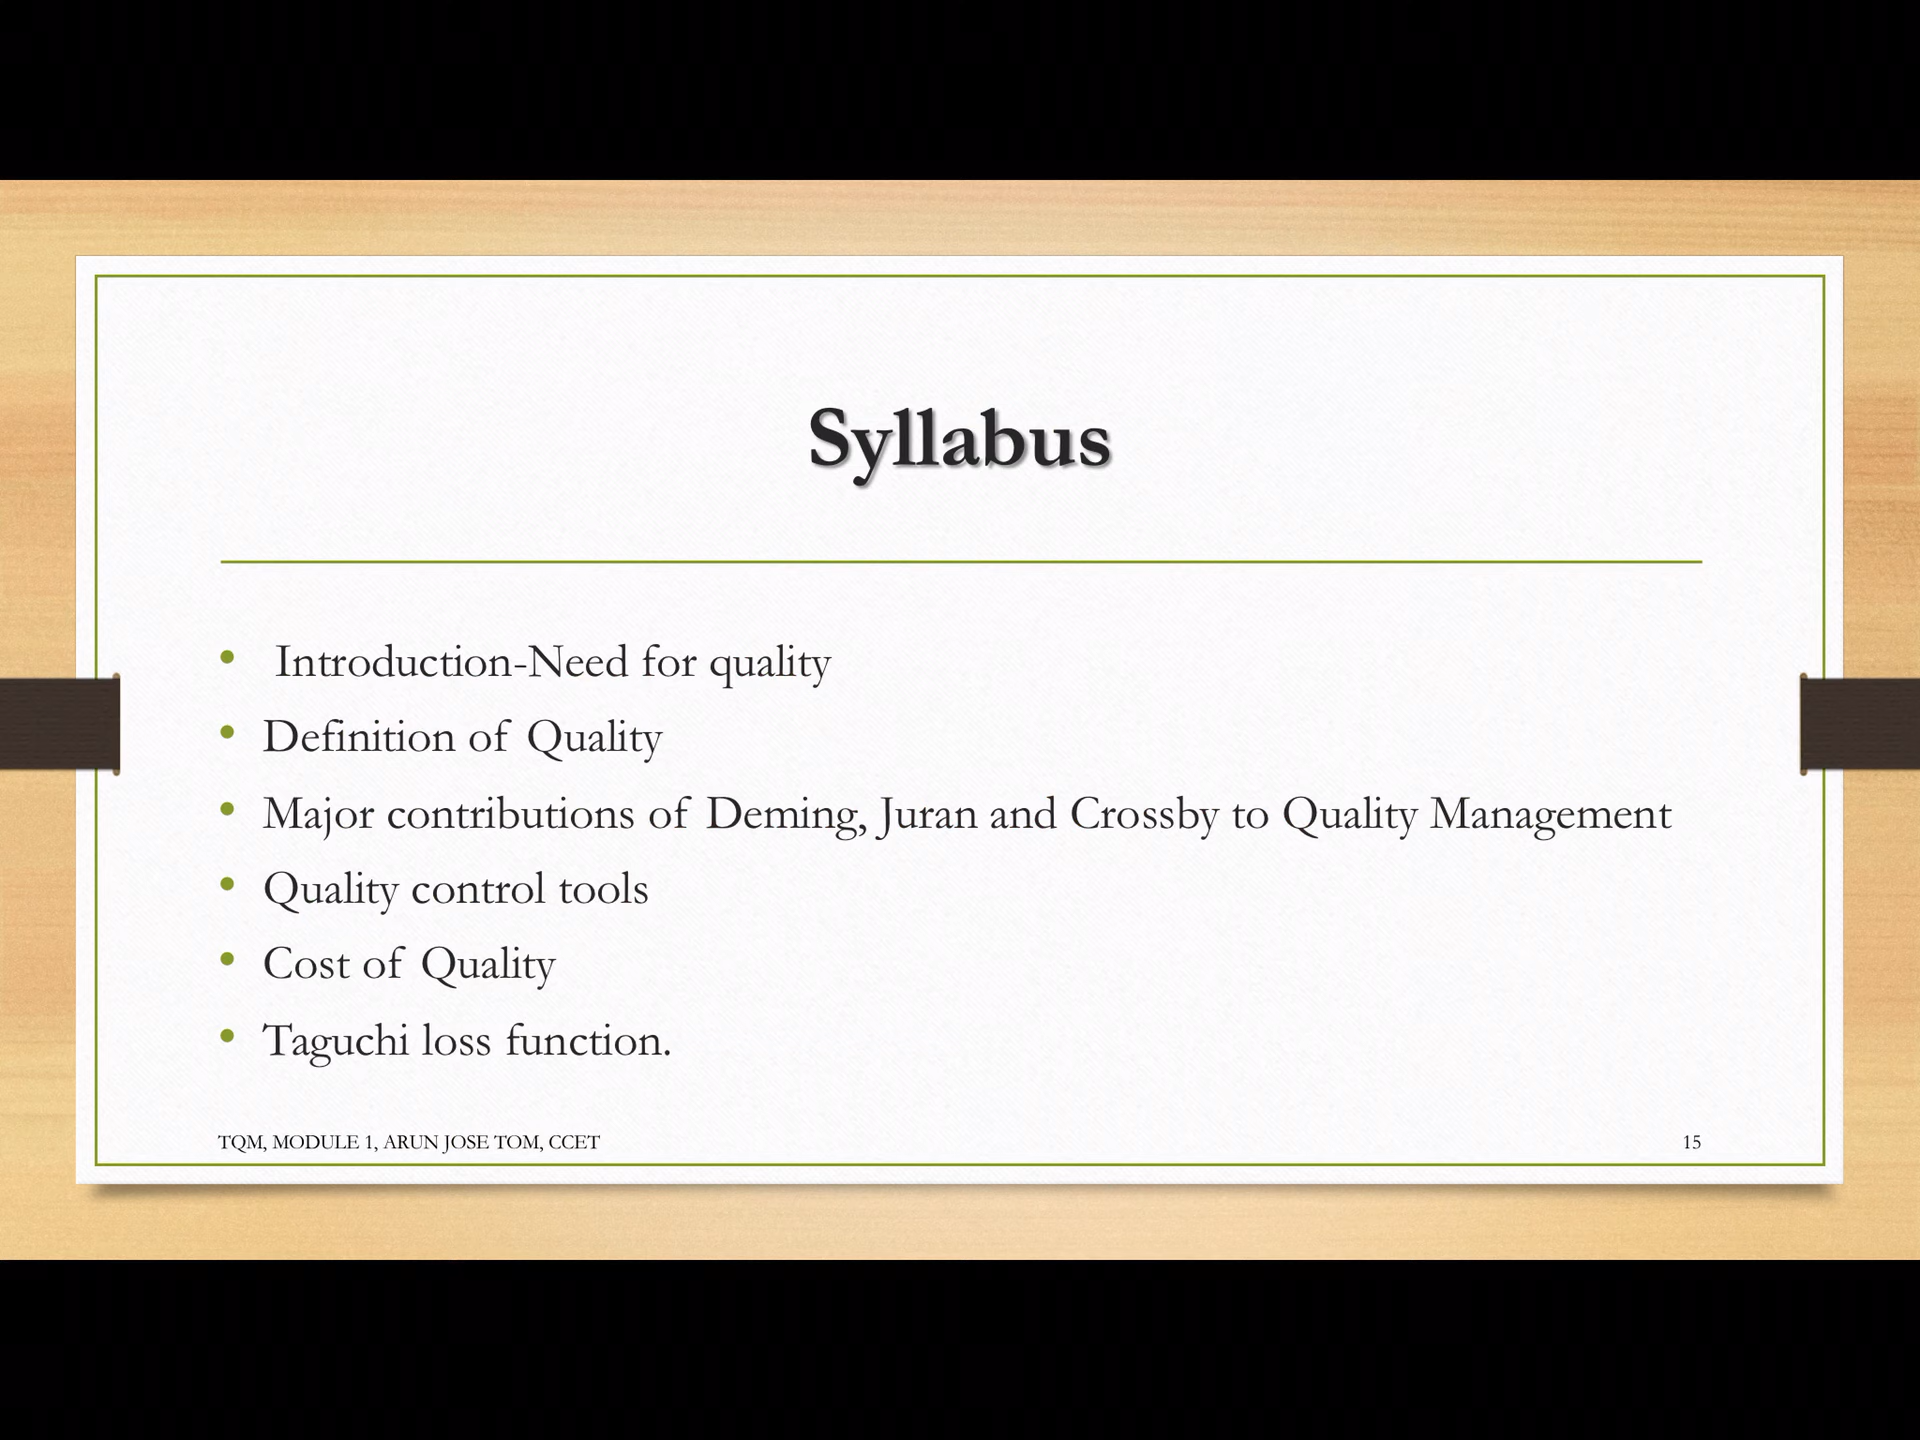 Syllabus
• Introduction-Need for quality
• Definition of Quality
• Major contributions of Deming, Juran and Crossby to Quality Management
• Quality control tools
• Cost of Quality
• Taguchi loss function.
TQM, MODULE 1, ARUN JOSE TOM, CCET
15